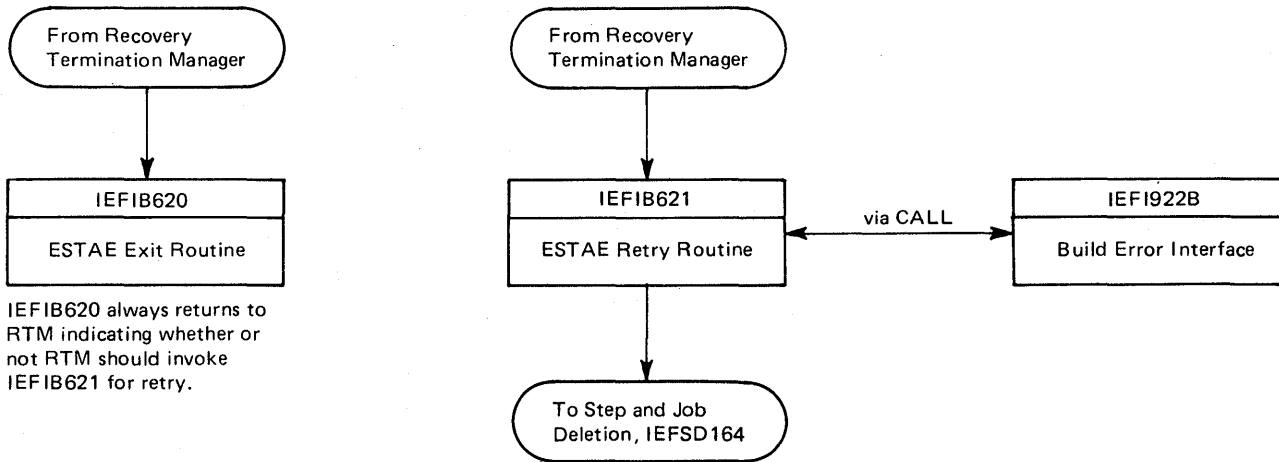 From Recovery
Termination Manager
IEFIB620
ESTAE Exit Routine
IEFIB620 always returns to
RTM indicating whether or
not RTM should invoke
IEFIB621 for retry.
From Recovery
Termination Manager
IEFIB621
ESTAE Retry Routine
via CALL
IEFI922B
Build Error Interface
To Step and Job
Deletion, IEFSD164